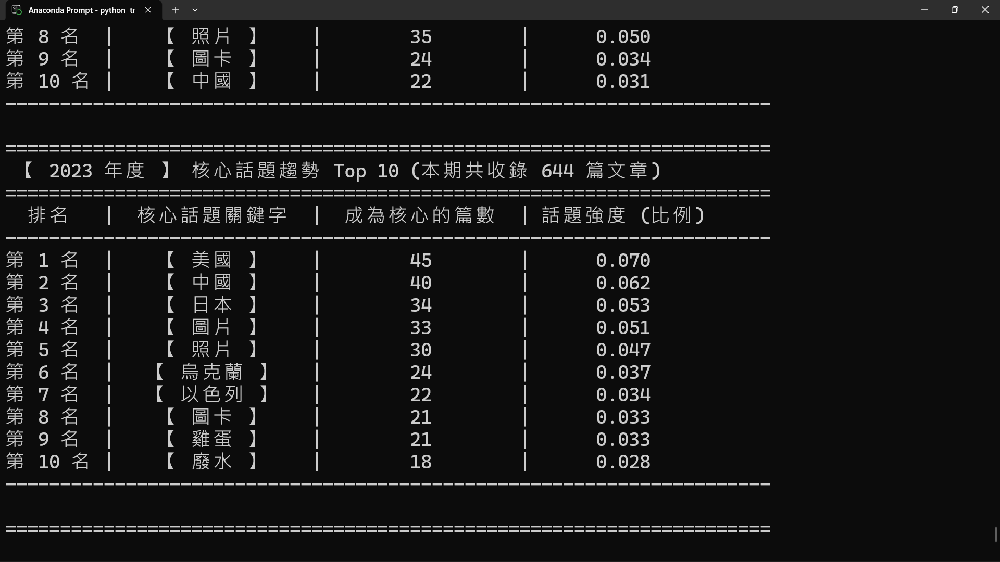 Anaconda Prompt - python tr
第 8 名 | 【 照片 】 | 35 | 0.050
第 9 名 | 【 圖卡 】 | 24 | 0.034
第 10 名 | 【 中國 】 | 22 | 0.031
----------------------------------------------------------------------
======================================================================
【 2023 年度 】 核心話題趨勢 Top 10 (本期共收錄 644 篇文章)
======================================================================
排名 | 核心話題關鍵字 | 成為核心的篇數 | 話題強度 (比例)
----------------------------------------------------------------------
第 1 名 | 【 美國 】 | 45 | 0.070
第 2 名 | 【 中國 】 | 40 | 0.062
第 3 名 | 【 日本 】 | 34 | 0.053
第 4 名 | 【 圖片 】 | 33 | 0.051
第 5 名 | 【 照片 】 | 30 | 0.047
第 6 名 | 【 烏克蘭 】 | 24 | 0.037
第 7 名 | 【 以色列 】 | 22 | 0.034
第 8 名 | 【 圖卡 】 | 21 | 0.033
第 9 名 | 【 雞蛋 】 | 21 | 0.033
第 10 名 | 【 廢水 】 | 18 | 0.028
----------------------------------------------------------------------
======================================================================